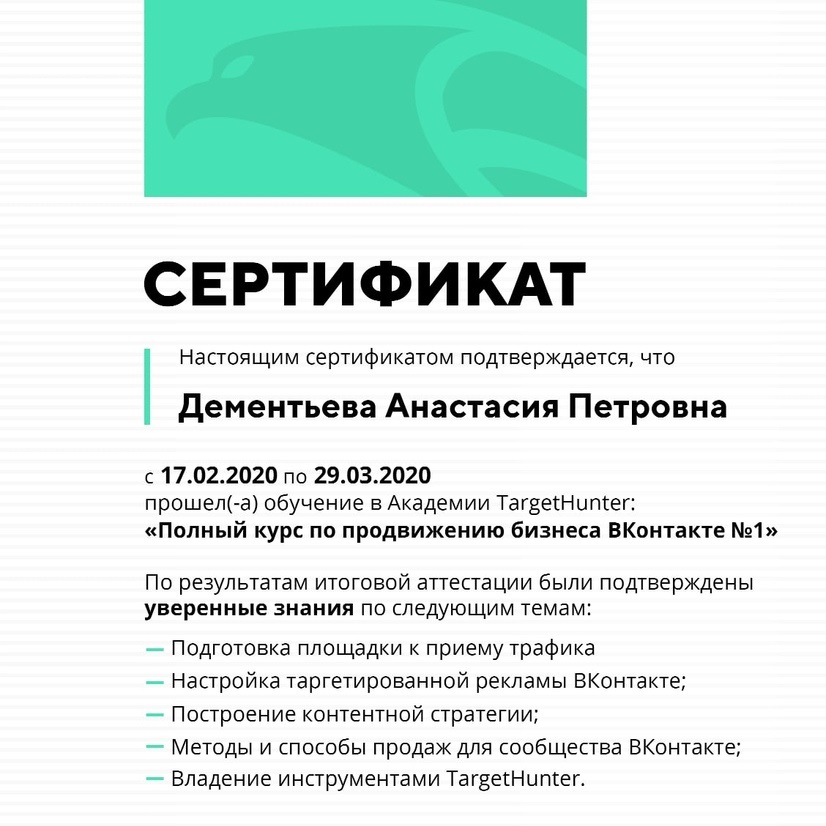 СЕРТИФИКАТ
Настоящим сертификатом подтверждается, что
Дементьева Анастасия Петровна
с 17.02.2020 по 29.03.2020
прошел(-а) обучение в Академии TargetHunter:
«Полный курс по продвижению бизнеса ВКонтакте №1»
По результатам итоговой аттестации были подтверждены
уверенные знания по следующим темам:
— Подготовка площадки к приему трафика
— Настройка таргетированной рекламы ВКонтакте;
— Построение контентной стратегии;
— Методы и способы продаж для сообщества ВКонтакте;
— Владение инструментами TargetHunter.